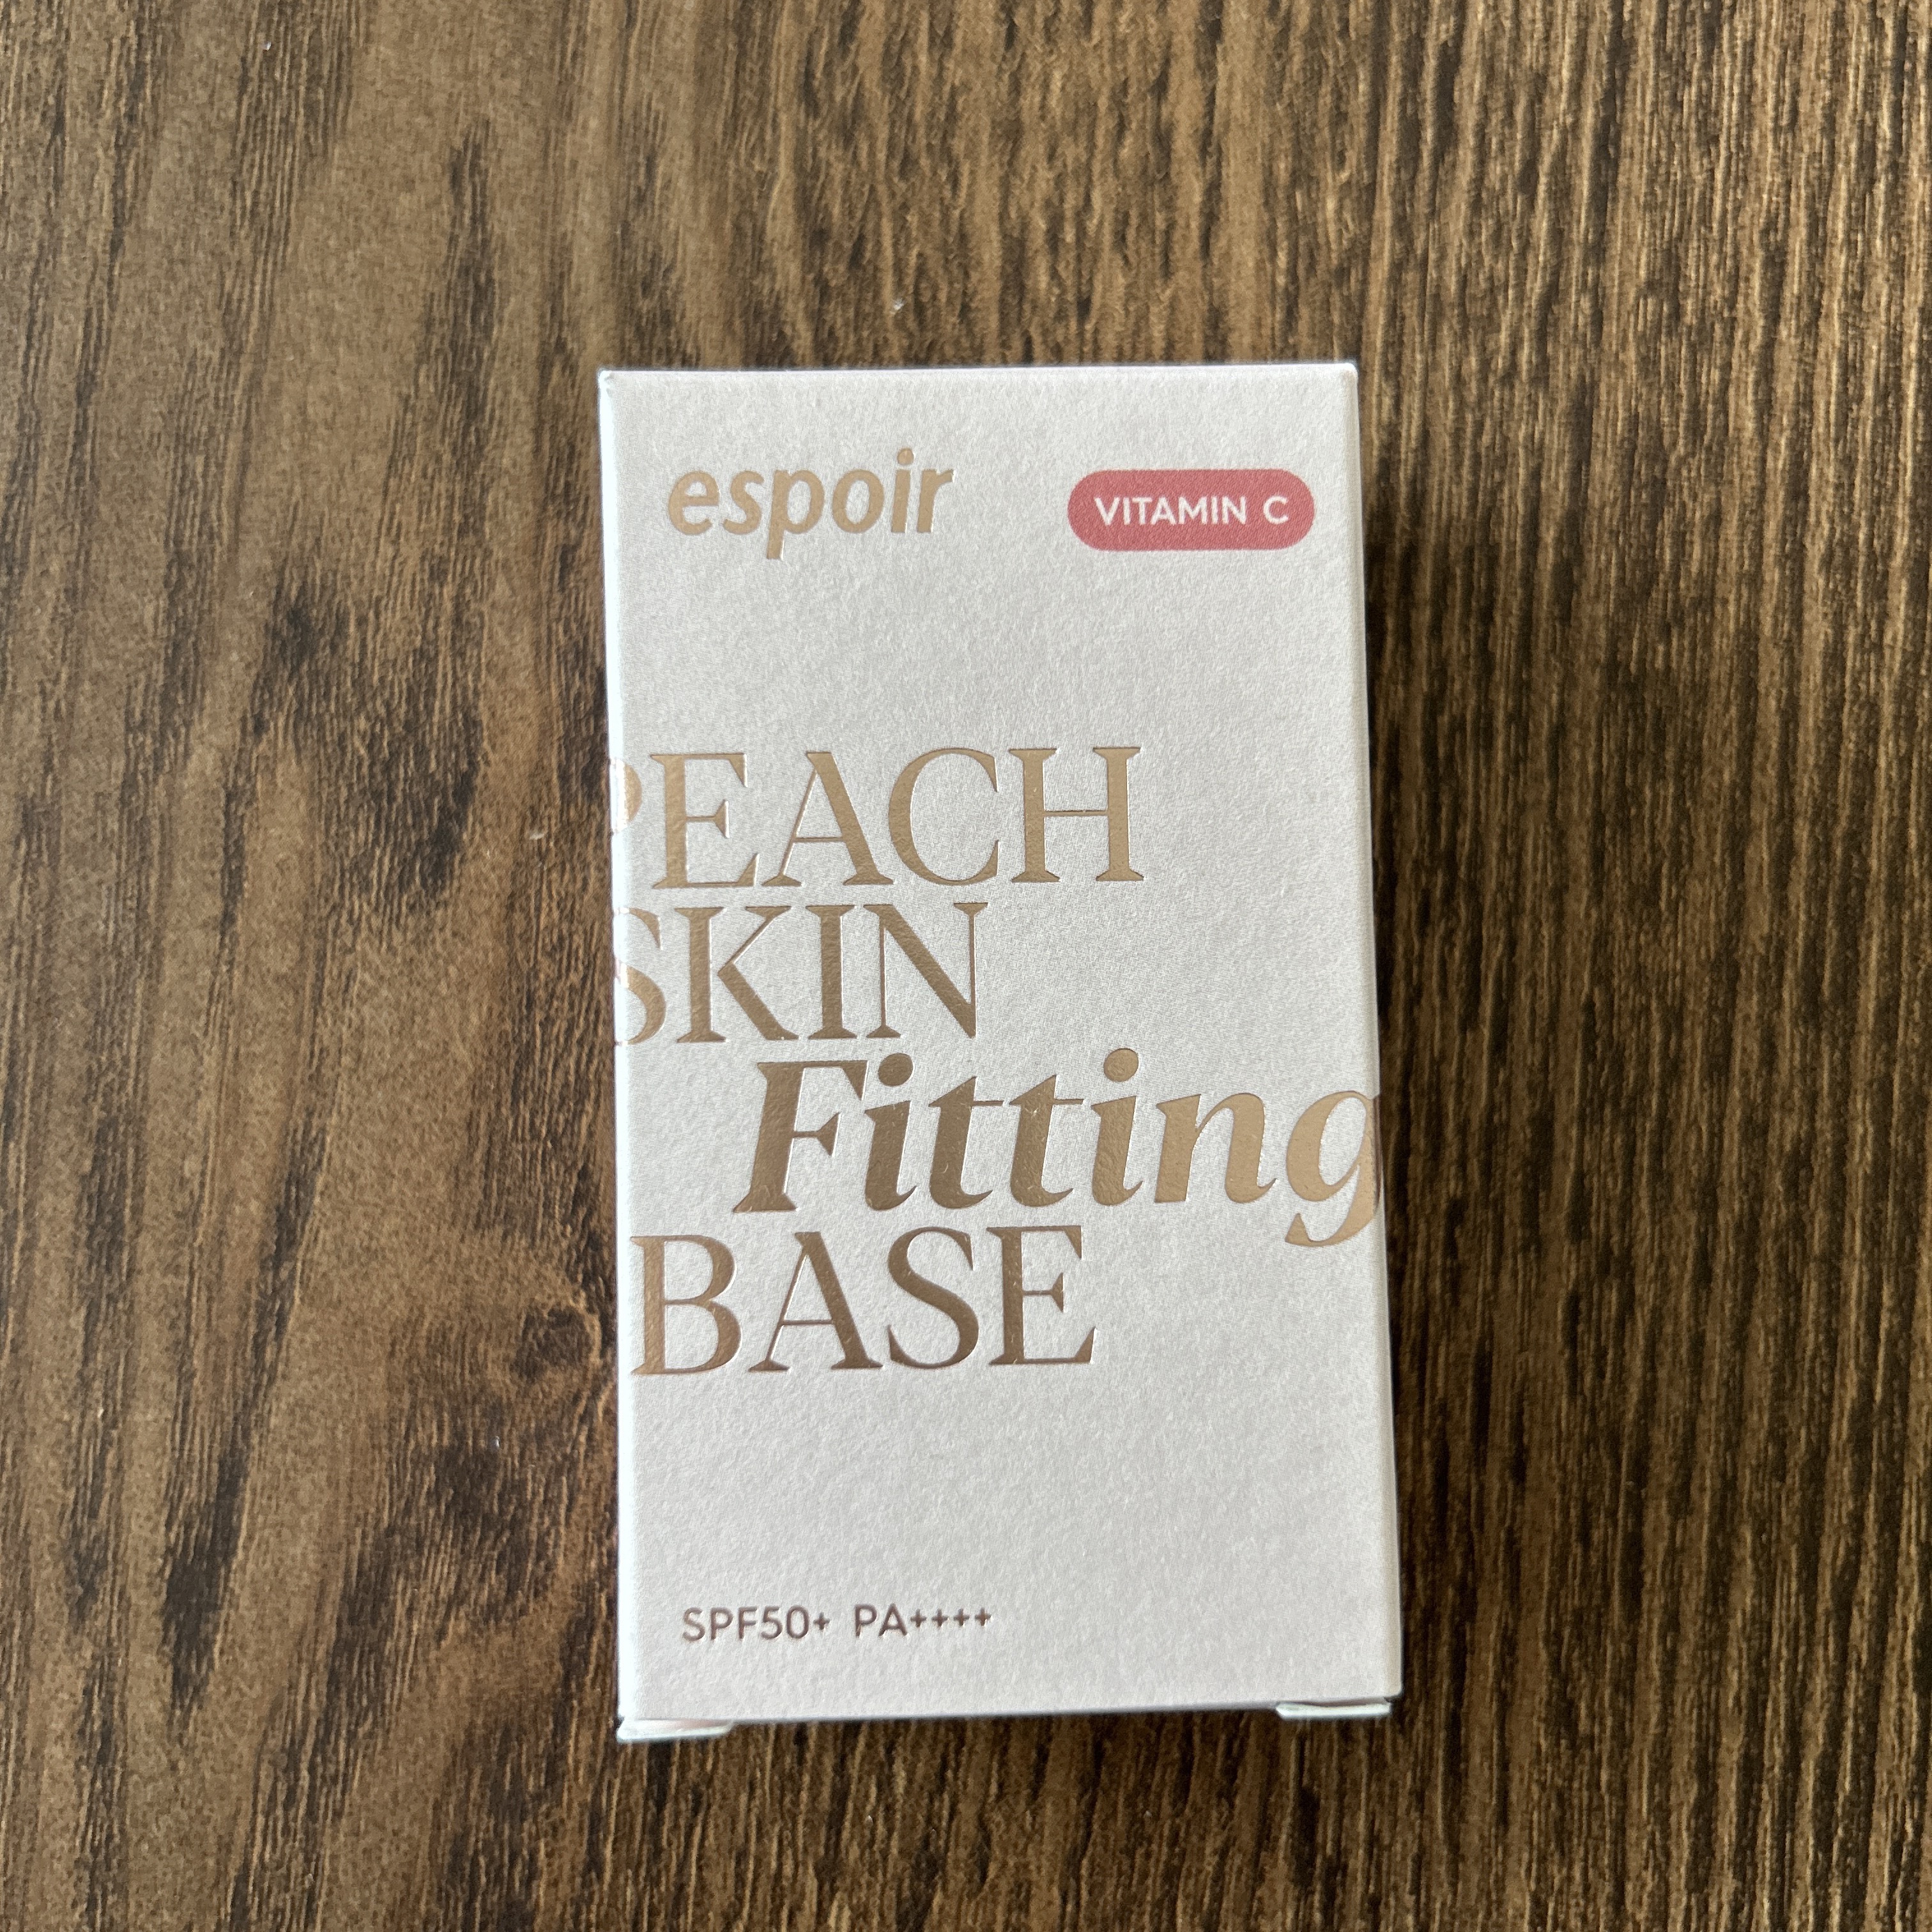 espoir
VITAMIN C
PEACH
SKIN
Fitting
BASE
SPF50+ PA++++